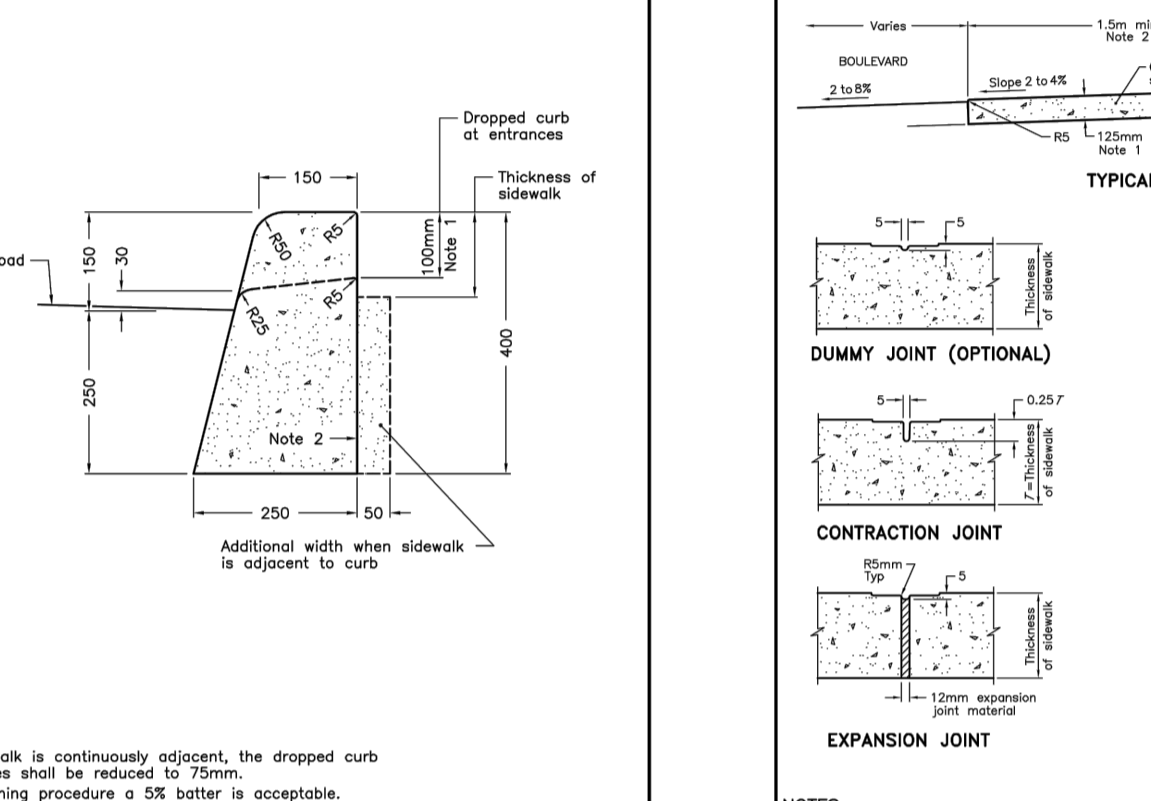 Dropped curb
at entrances
150
Thickness of
sidewalk
R50
R5
100mm
Note 1
150
30
R5
R25
400
250
Note 2
250
50
Additional width when sidewalk
is adjacent to curb
is continuously adjacent, the dropped curb
shall be reduced to 75mm.
procedure a 5% batter is acceptable.
Varies
1.5m
Note 2
BOULEVARD
2 to 8%
Slope 2 to 4%
R5
125mm
Note 1
5
5
Thickness
of sidewalk
DUMMY JOINT (OPTIONAL)
5
0.25T
T=Thickness
of sidewalk
CONTRACTION JOINT
R5mm
Typ
5
Thickness
of sidewalk
12mm expansion
joint material
EXPANSION JOINT